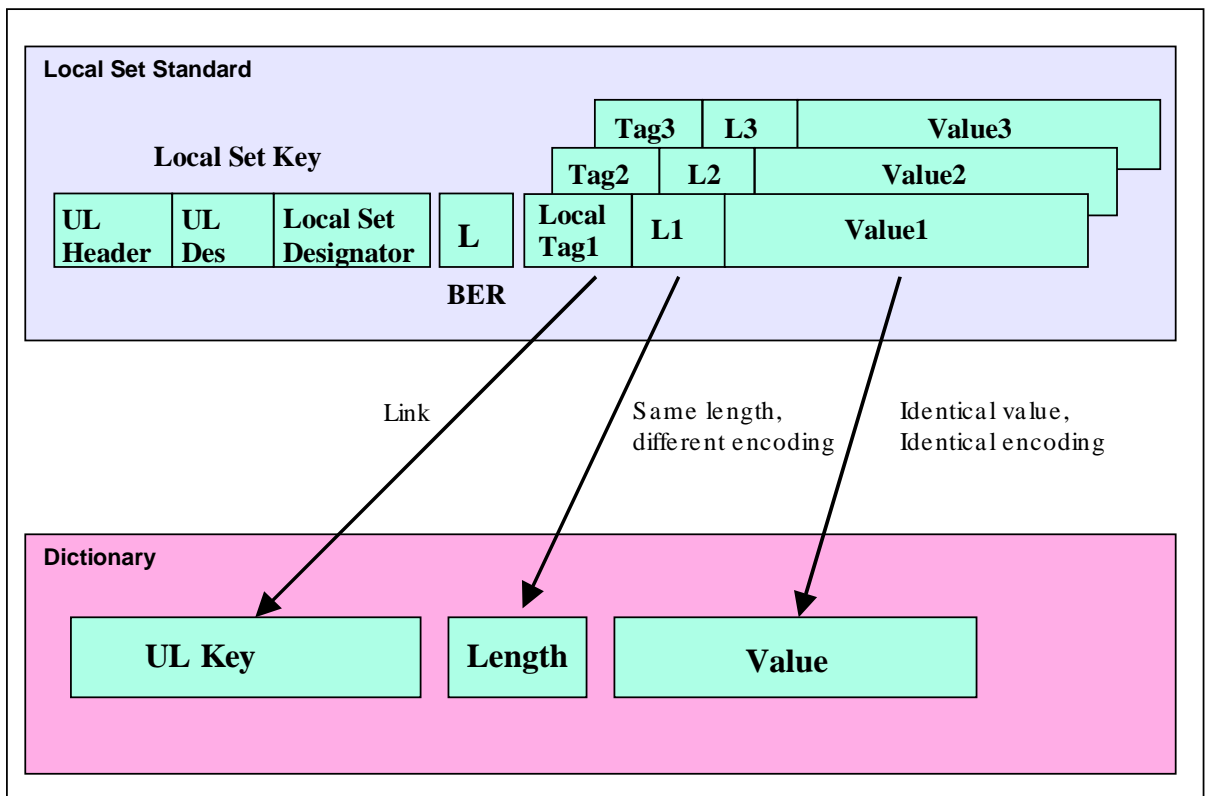 Local Set Standard
Tag3 L3 Value3
Local Set Key
Tag2 L2 Value2
UL Header
UL Des
Local Set Designator
L
Local Tag1
L1
Value1
BER
Link
Same length,
different encoding
Identical value,
Identical encoding
Dictionary
UL Key
Length
Value